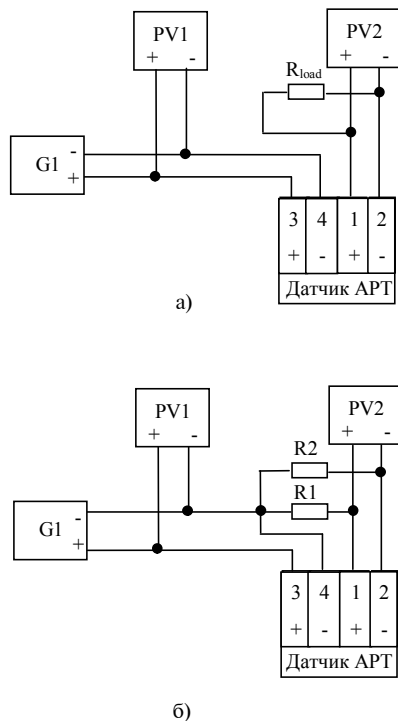 PV1
+ -
PV2
+ -
Rload
G1
-
+
3 4 1 2
+ - + -
Датчик АРТ
а)
PV1
+ -
PV2
+ -
R2
R1
G1
-
+
3 4 1 2
+ - + -
Датчик АРТ
б)